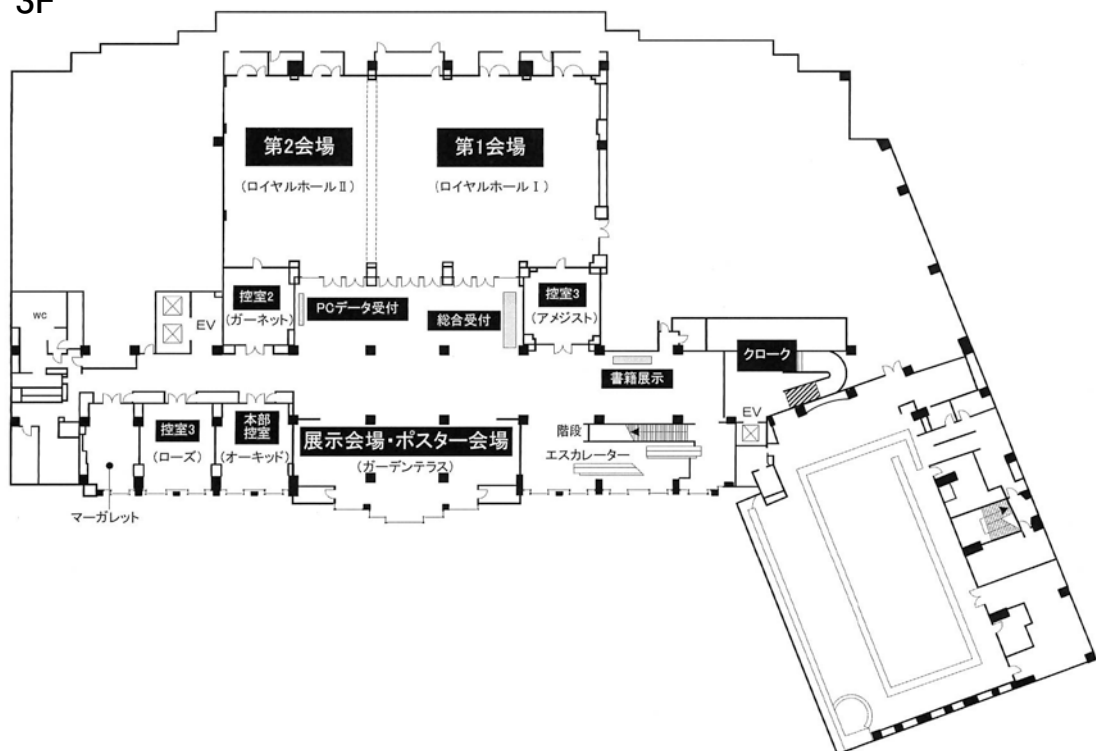 3F
第2会場
(ロイヤルホールⅡ)
第1会場
(ロイヤルホールⅠ)
控室2
(ガーネット)
PCデータ受付
総合受付
控室3
(アメジスト)
WC
EV
書籍展示
クローク
控室3
(ローズ)
本部
控室
(オーキッド)
展示会場・ポスター会場
(ガーデンテラス)
階段
エスカレーター
EV
マーガレット